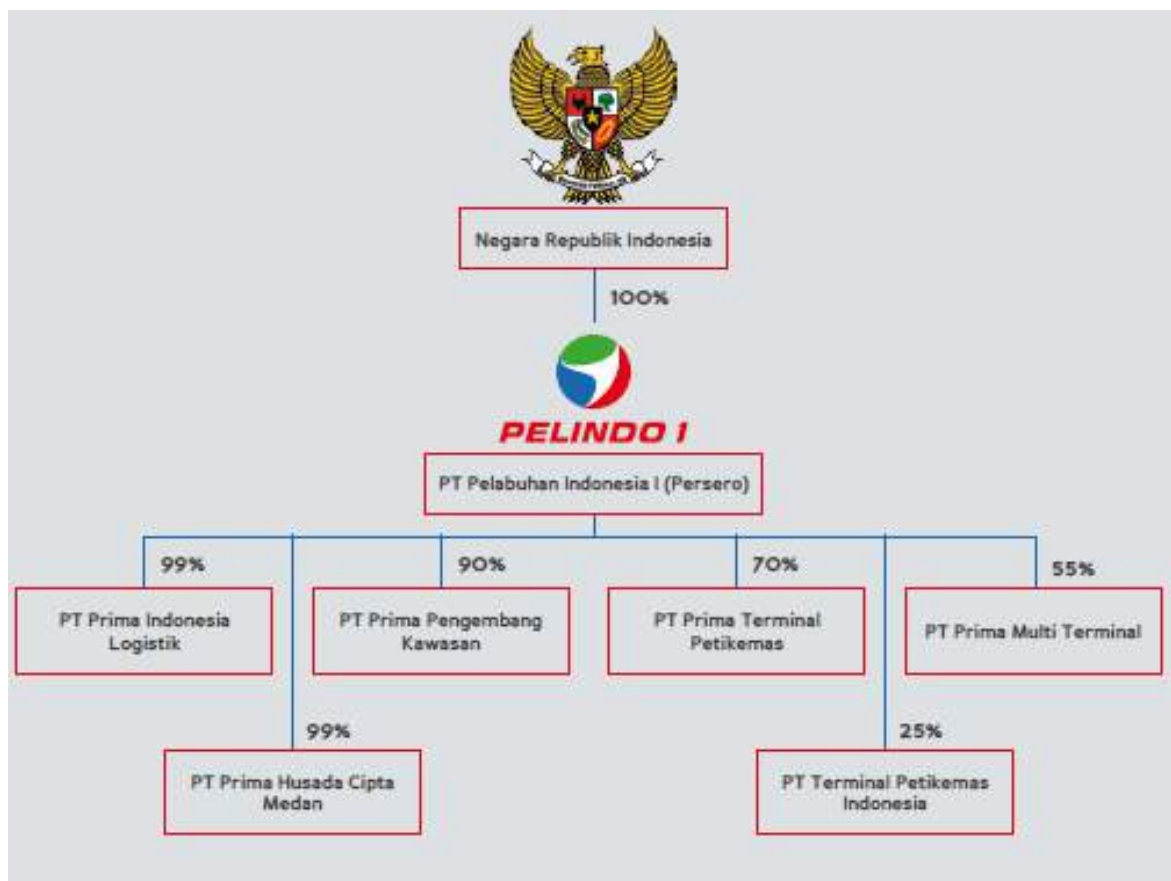 Negara Republik Indonesia
100%
PELINDO 1
PT Pelabuhan Indonesia I (Persero)
99%
90%
70%
55%
PT Prima Indonesia
Logistik
PT Prima Pengembang
Kawasan
PT Prima Terminal
Petikemas
PT Prima Multi Terminal
99%
25%
PT Prima Husada Cipta
Medan
PT Terminal Petikemas
Indonesia